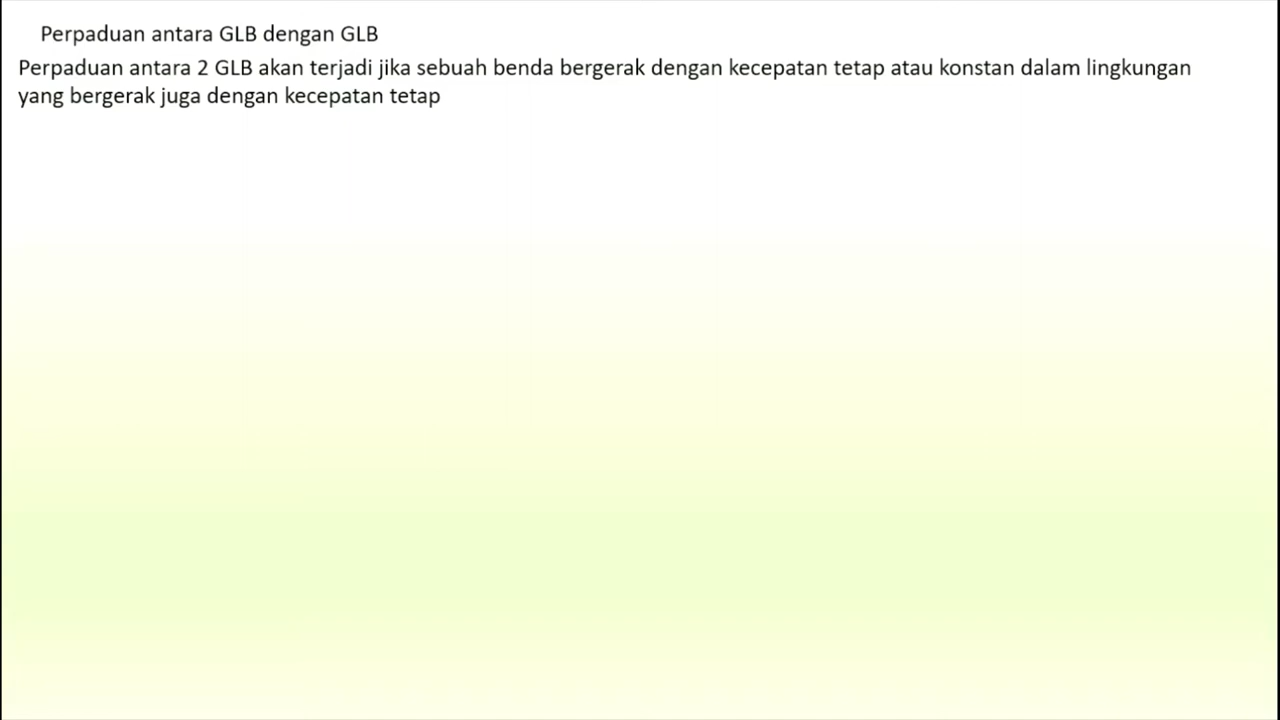 Perpaduan antara GLB dengan GLB
Perpaduan antara 2 GLB akan terjadi jika sebuah benda bergerak dengan kecepatan tetap atau konstan dalam lingkungan
yang bergerak juga dengan kecepatan tetap